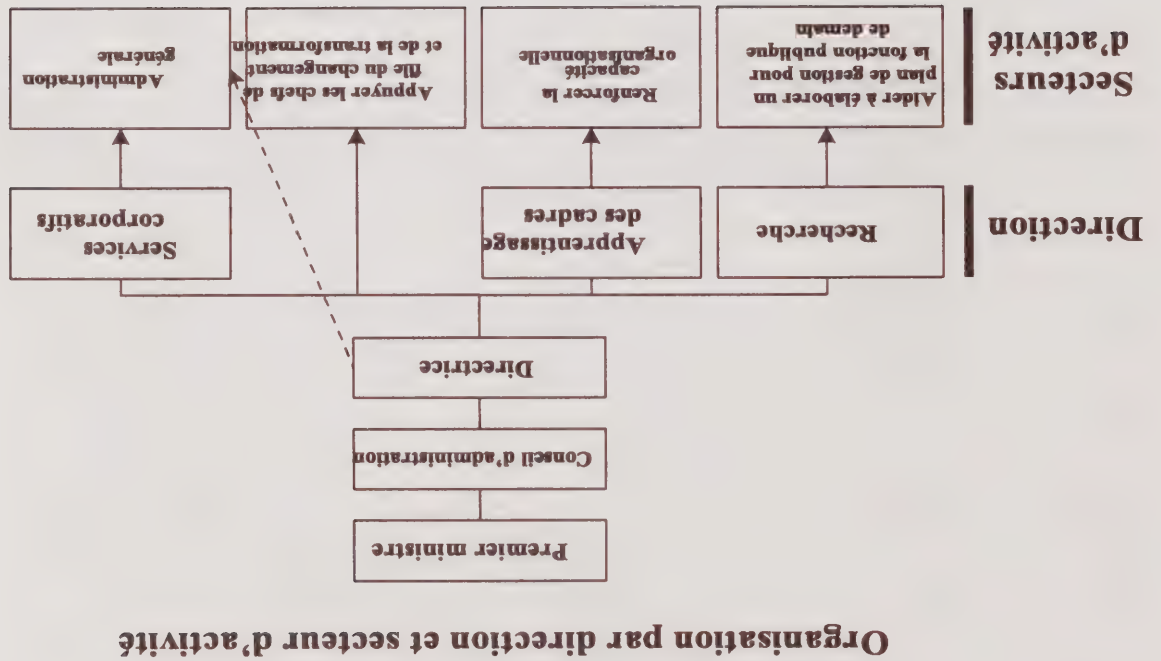 Organisation par direction et secteur d'activité
Premier ministre
Conseil d'administration
Directrice
Direction
Recherche
Apprentissage
des cadres
Services
corporatifs
Secteurs
d'activité
Aider à élaborer un
plan de gestion pour
la fonction publique
de demain
Renforcer la
capacité
organisationnelle
Appuyer les chefs de
file du changement
et de la transformation
Administration
générale